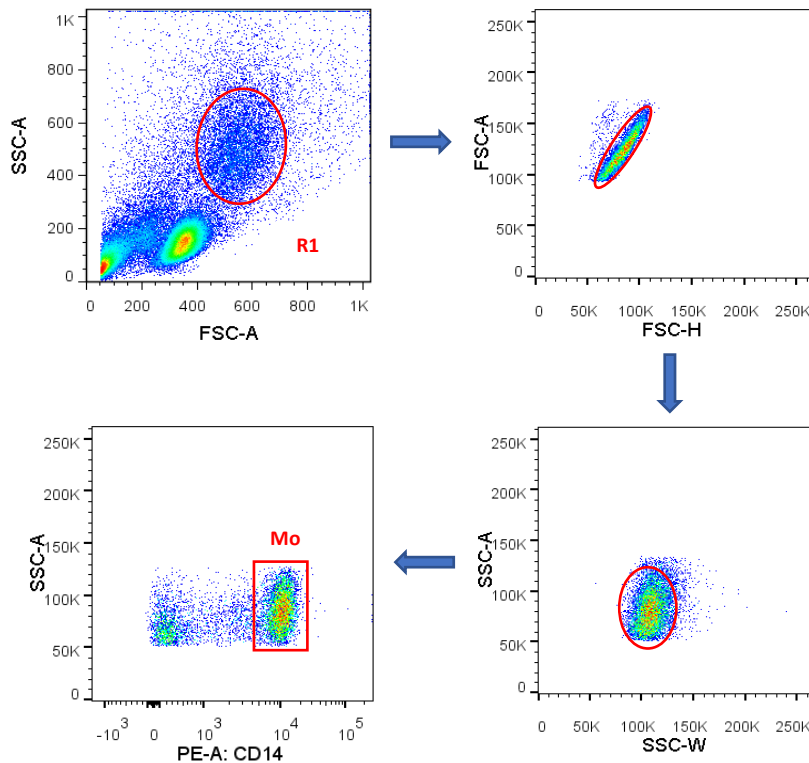 1K
800
600
400
200
0
SSC-A
R1
0 200 400 600 800 1K
FSC-A
250K
200K
150K
100K
50K
0
FSC-A
0 50K 100K 150K 200K 250K
FSC-H
250K
200K
150K
100K
50K
0
SSC-A
Mo
-10³ 0 10³ 10⁴ 10⁵
PE-A: CD14
250K
200K
150K
100K
50K
0
SSC-A
0 50K 100K 150K 200K 250K
SSC-W